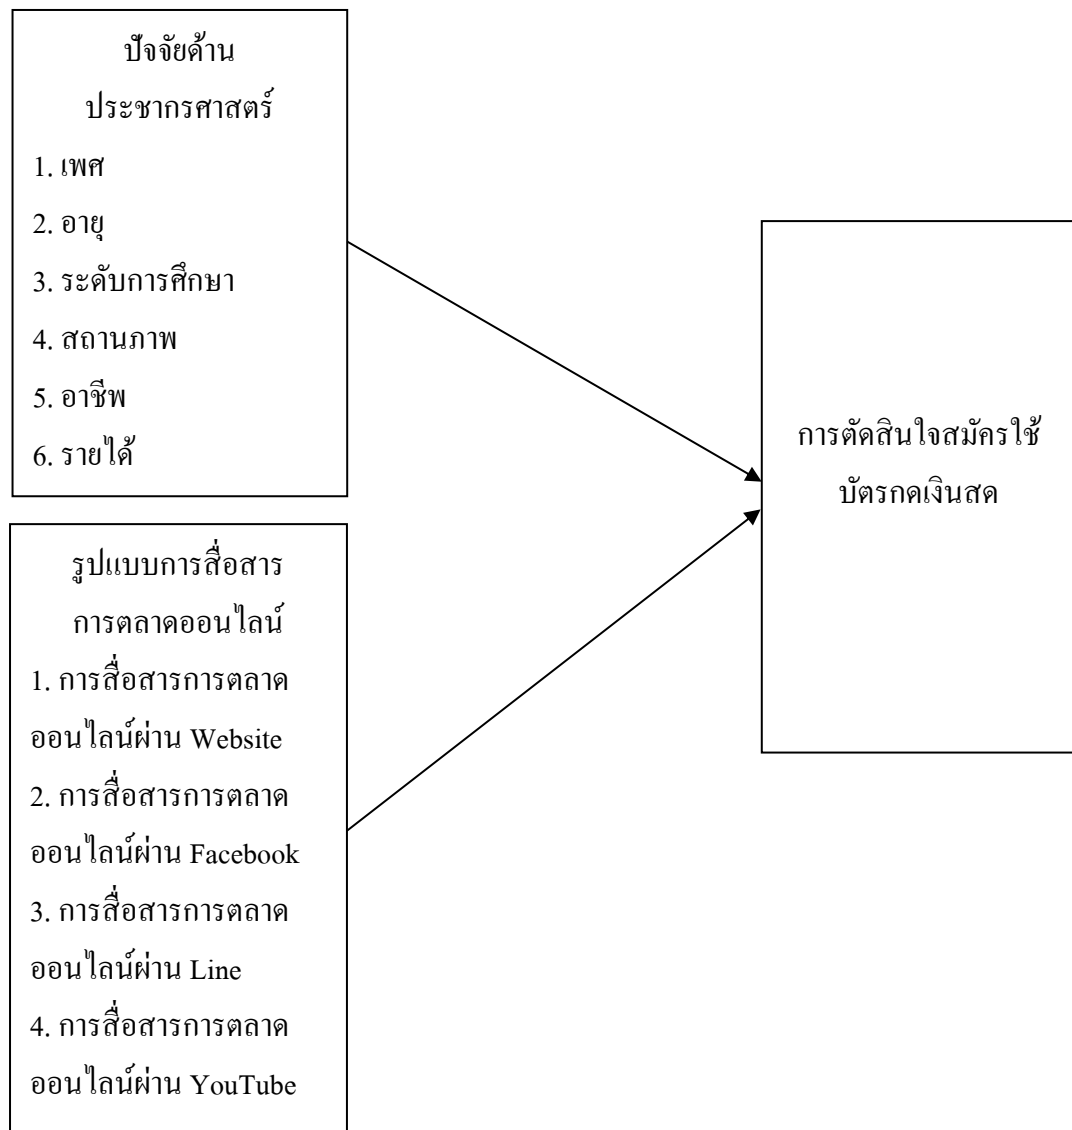 ปัจจัยด้าน
ประชากรศาสตร์
1. เพศ
2. อายุ
3. ระดับการศึกษา
4. สถานภาพ
5. อาชีพ
6. รายได้
รูปแบบการสื่อสาร
การตลาดออนไลน์
1. การสื่อสารการตลาด
ออนไลน์ผ่าน Website
2. การสื่อสารการตลาด
ออนไลน์ผ่าน Facebook
3. การสื่อสารการตลาด
ออนไลน์ผ่าน Line
4. การสื่อสารการตลาด
ออนไลน์ผ่าน YouTube
การตัดสินใจสมัครใช้
บัตรกดเงินสด